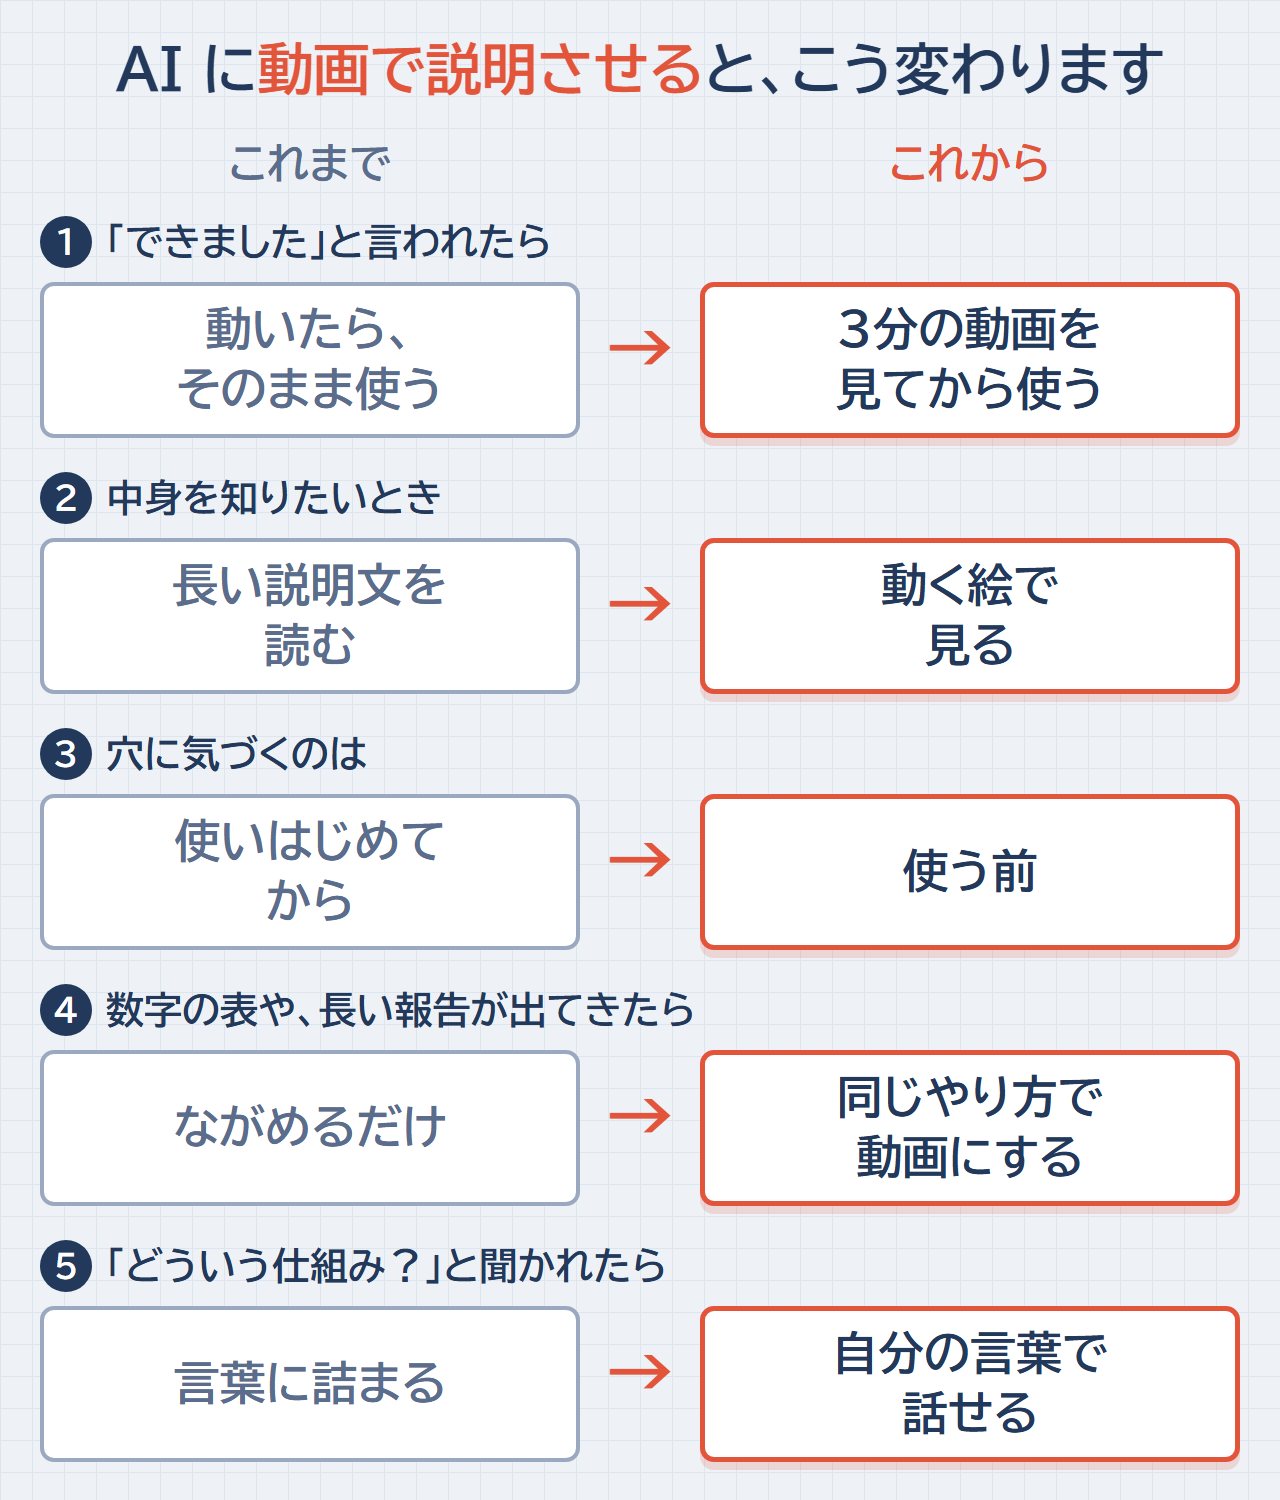 AI に動画で説明させると、こう変わります
これまで
これから
1 「できました」と言われたら
動いたら、
そのまま使う
→
3分の動画を
見てから使う
2 中身を知りたいとき
長い説明文を
読む
→
動く絵で
見る
3 穴に気づくのは
使いはじめて
から
→
使う前
4 数字の表や、長い報告が出てきたら
ながめるだけ
→
同じやり方で
動画にする
5 「どういう仕組み？」と聞かれたら
言葉に詰まる
→
自分の言葉で
話せる